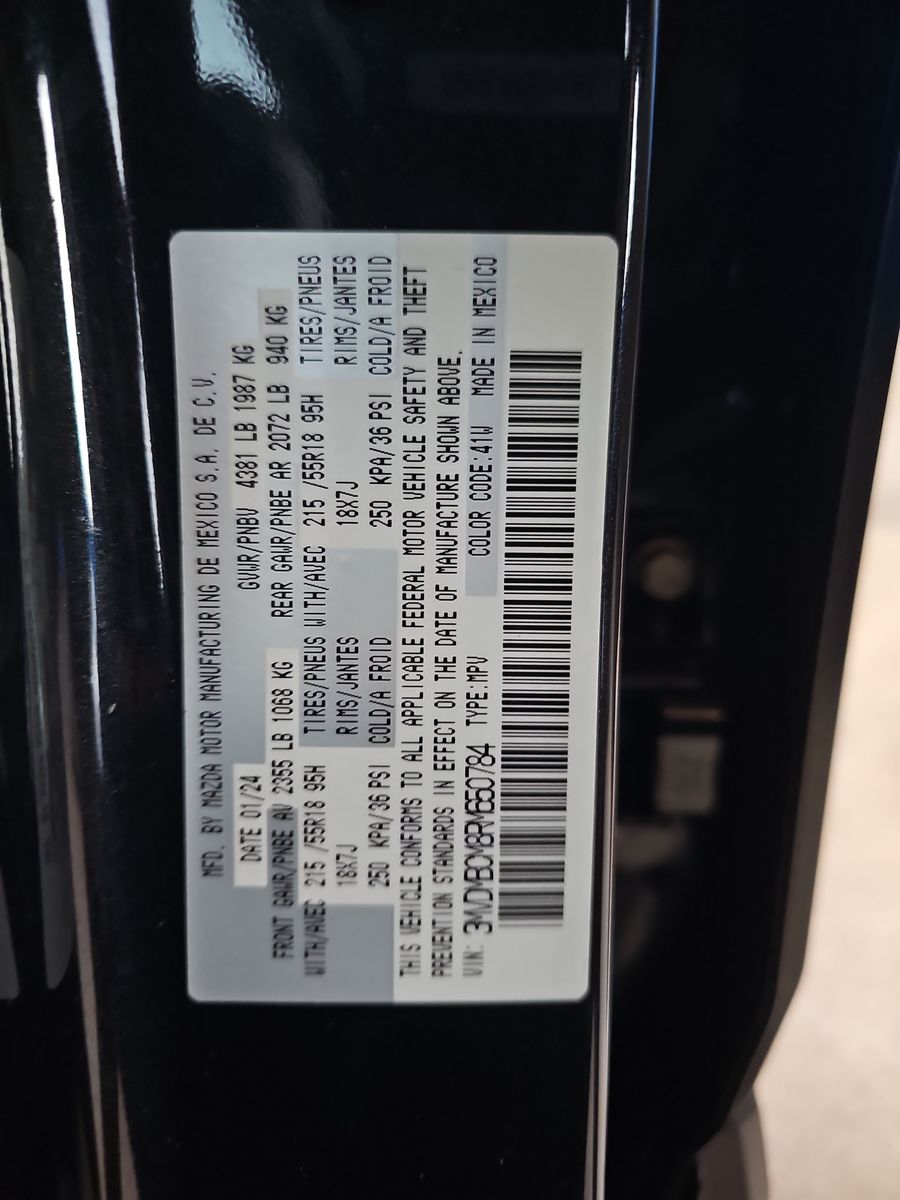 MFD. BY MAZDA MOTOR MANUFACTURING DE MEXICO S.A. DE C.V.
DATE 01/24 GVWR/PNBV 4381 LB 1987 KG
FRONT GAWR/PNBE AV 2355 LB 1068 KG REAR GAWR/PNBE AR 2072 LB 940 KG
WITH/AVEC 215 /55R18 95H TIRES/PNEUS WITH/AVEC 215 /55R18 95H TIRES/PNEUS
18X7J RIMS/JANTES 18X7J RIMS/JANTES
250 KPA/36 PSI COLD/A FROID 250 KPA/36 PSI COLD/A FROID
THIS VEHICLE CONFORMS TO ALL APPLICABLE FEDERAL MOTOR VEHICLE SAFETY AND THEFT
PREVENTION STANDARDS IN EFFECT ON THE DATE OF MANUFACTURE SHOWN ABOVE.
VIN: 3MVDMBCM8RM650784 TYPE:MPV COLOR CODE:41W MADE IN MEXICO